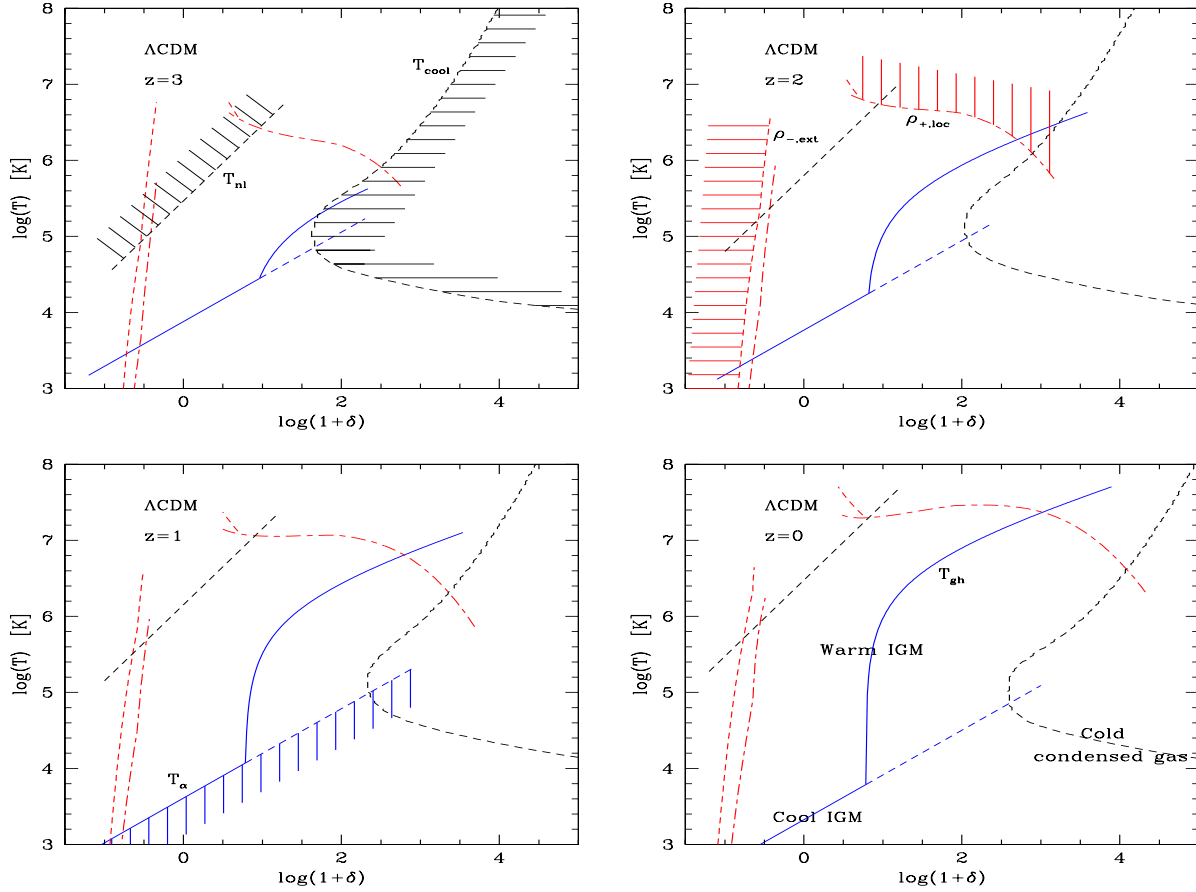 8
7
6
5
4
3
log(T) [K]
ΛCDM
z=3
T_cool
T_nl
0
2
4
log(1+δ)
8
7
6
5
4
3
log(T) [K]
ΛCDM
z=2
ρ_+,loc
ρ_-,ext
0
2
4
log(1+δ)
8
7
6
5
4
3
log(T) [K]
ΛCDM
z=1
T_α
0
2
4
log(1+δ)
8
7
6
5
4
3
log(T) [K]
ΛCDM
z=0
T_gh
Warm IGM
Cold
condensed gas
Cool IGM
0
2
4
log(1+δ)